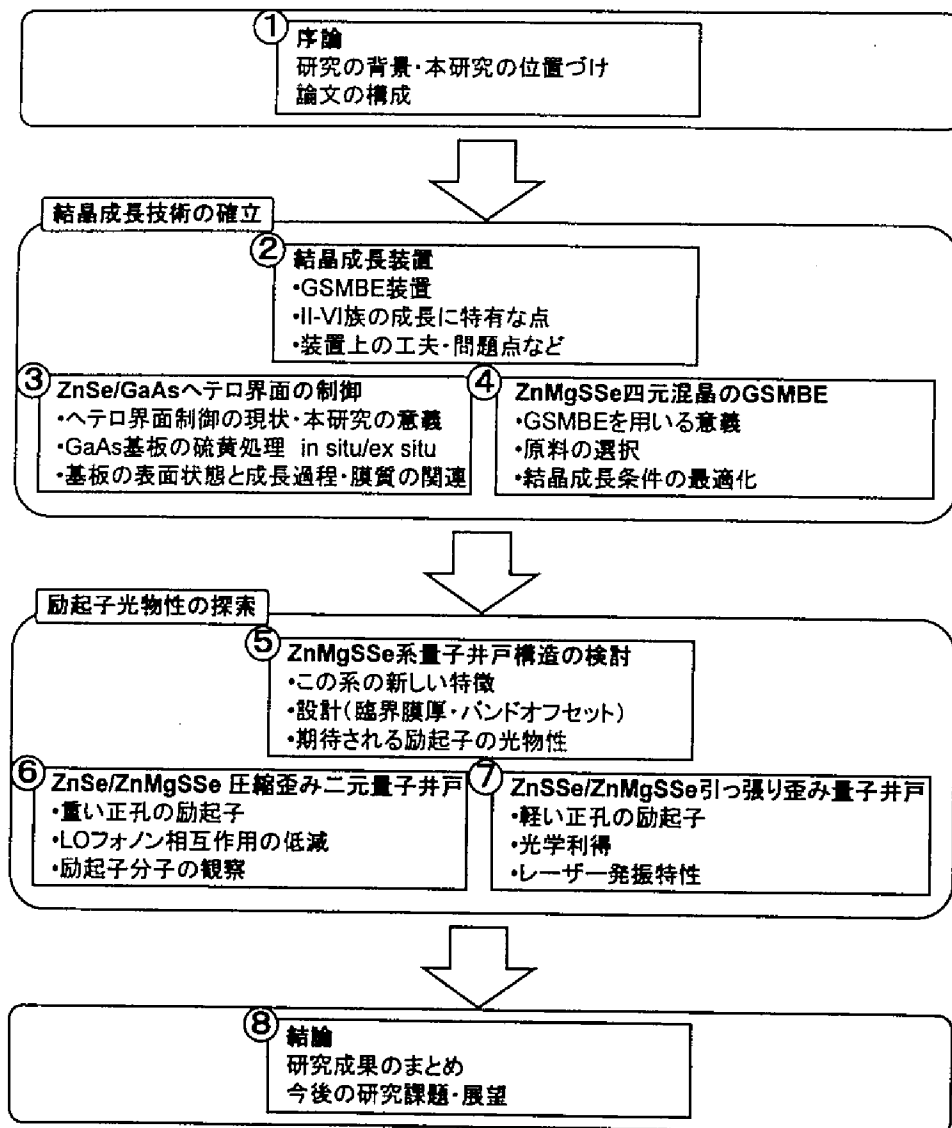 ①
序論
研究の背景・本研究の位置づけ
論文の構成
結晶成長技術の確立
②
結晶成長装置
・GSMBE装置
・II-VI族の成長に特有な点
・装置上の工夫・問題点など
③
ZnSe/GaAsヘテロ界面の制御
・ヘテロ界面制御の現状・本研究の意義
・GaAs基板の硫黄処理 in situ/ex situ
・基板の表面状態と成長過程・膜質の関連
④
ZnMgSSe四元混晶のGSMBE
・GSMBEを用いる意義
・原料の選択
・結晶成長条件の最適化
励起子光物性の探索
⑤
ZnMgSSe系量子井戸構造の検討
・この系の新しい特徴
・設計(臨界膜厚・バンドオフセット)
・期待される励起子の光物性
⑥
ZnSe/ZnMgSSe 圧縮歪み二元量子井戸
・重い正孔の励起子
・LOフォノン相互作用の低減
・励起子分子の観察
⑦
ZnSSe/ZnMgSSe引っ張り歪み量子井戸
・軽い正孔の励起子
・光学利得
・レーザー発振特性
⑧
結論
研究成果のまとめ
今後の研究課題・展望